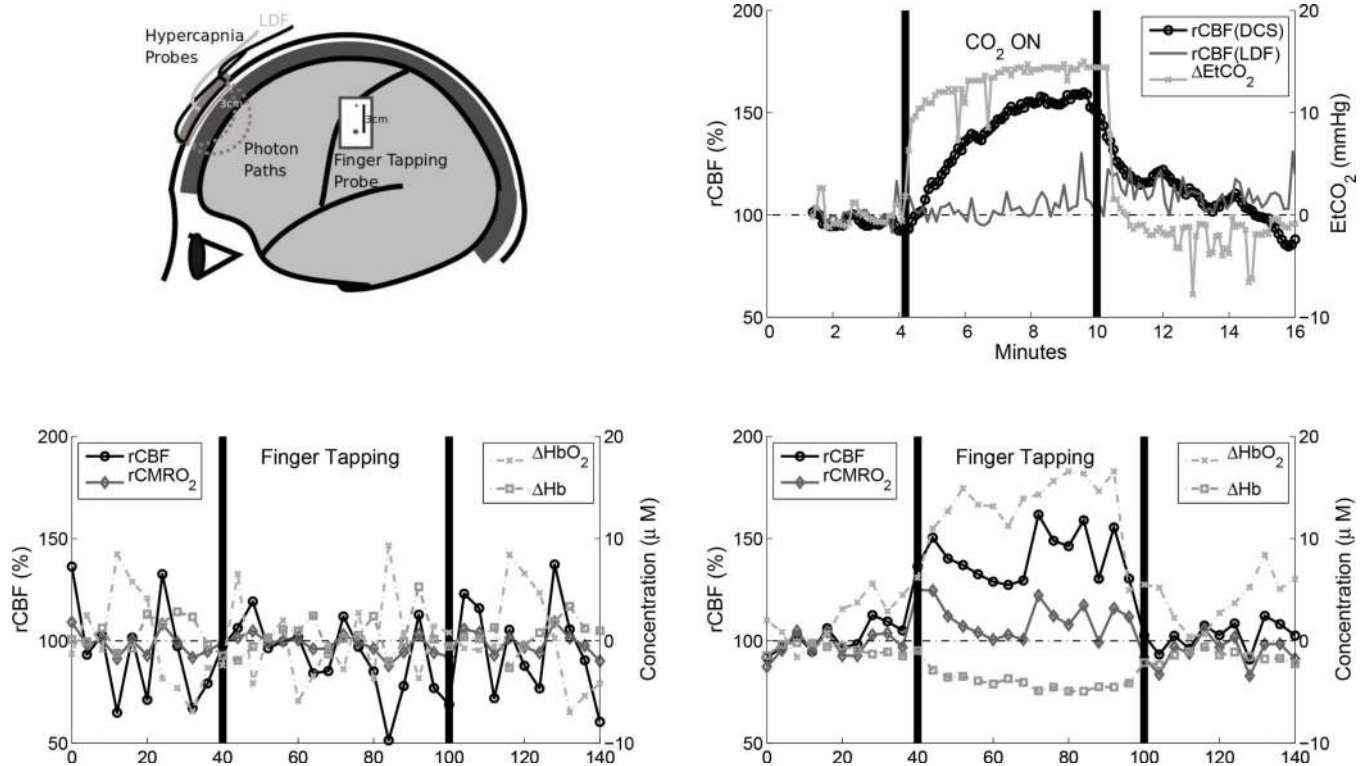 LDF
Hypercapnia
Probes
3cm
3cm
Photon
Paths
Finger Tapping
Probe
200
150
100
50
rCBF (%)
CO2 ON
rCBF(DCS)
rCBF(LDF)
ΔEtCO2
20
10
0
−10
EtCO2 (mmHg)
0 2 4 6 8 10 12 14 16
Minutes
200
150
100
50
rCBF (%)
rCBF
rCMRO2
Finger Tapping
ΔHbO2
ΔHb
20
10
0
−10
Concentration (μ M)
0 20 40 60 80 100 120 140
200
150
100
50
rCBF (%)
rCBF
rCMRO2
Finger Tapping
ΔHbO2
ΔHb
20
10
0
−10
Concentration (μ M)
0 20 40 60 80 100 120 140